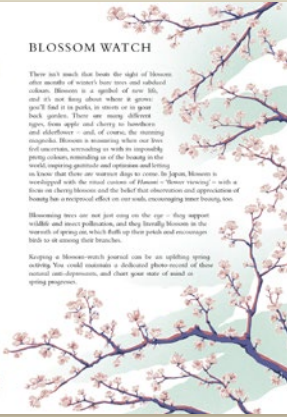 BLOSSOM WATCH
There isn't much that beats the sight of blossom
after months of winter's bare trees and subdued
colours. Blossom is a symbol of new life,
and it's not fussy about where it grows:
you'll find it in parks, in streets or in your
back garden. There are many different
types, from apple and cherry to hawthorn
and elderflower – and, of course, the stunning
magnolia. Blossom is reassuring when our lives
feel uncertain, serenading us with its impossibly
pretty colours, reminding us of the beauty in the
world, inspiring gratitude and optimism and letting
us know that there are warmer days to come. In Japan, blossom is
worshipped with the ritual custom of Hanami – 'flower viewing' – with a
focus on cherry blossom and the belief that observation and appreciation of
beauty has a reciprocal effect on our souls, encouraging inner beauty, too.
Blossoming trees are not just easy on the eye – they support
wildlife and insect pollination, and they literally blossom in the
warmth of spring air, which fluffs up their petals and encourages
birds to sit among their branches.
Keeping a blossom-watch journal can be an uplifting spring
activity. You could maintain a dedicated photo-record of these
natural anti-depressants, and chart your state of mind as
spring progresses.